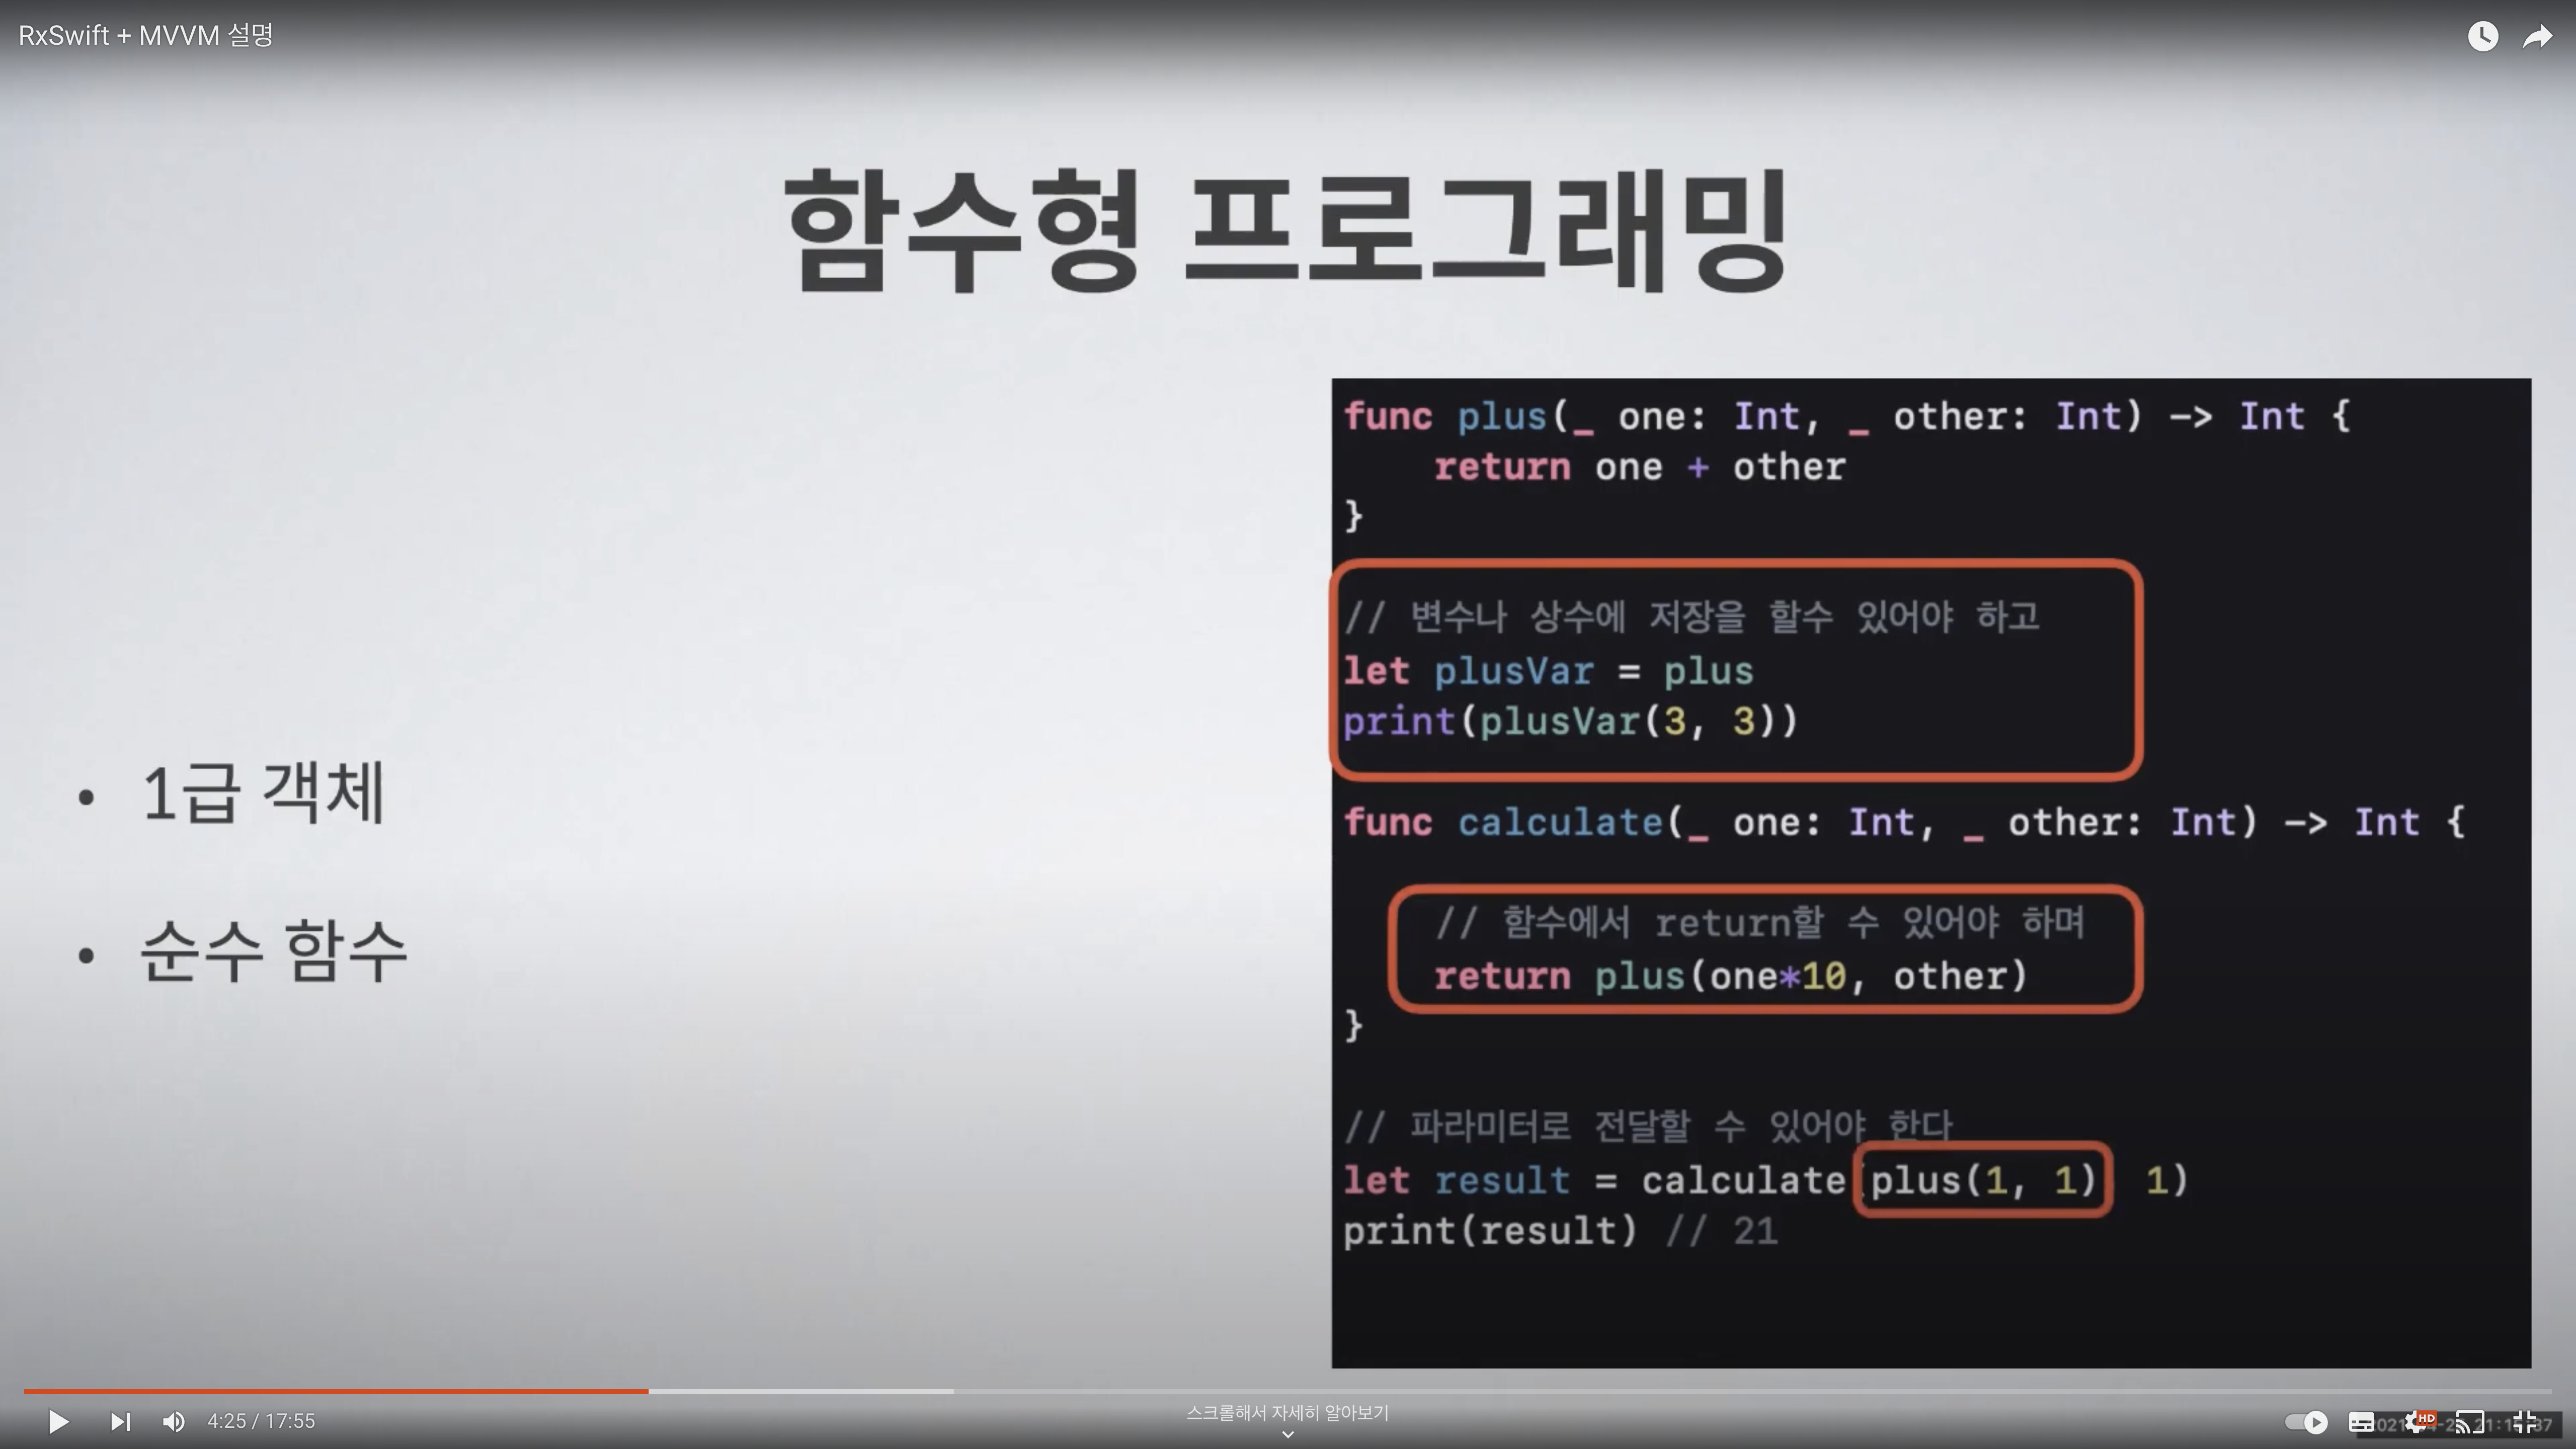 RxSwift + MVVM 설명
함수형 프로그래밍
• 1급 객체
• 순수 함수
func plus(_ one: Int, _ other: Int) -> Int {
return one + other
}
// 변수나 상수에 저장을 할수 있어야 하고
let plusVar = plus
print(plusVar(3, 3))
func calculate(_ one: Int, _ other: Int) -> Int {
// 함수에서 return할 수 있어야 하며
return plus(one*10, other)
}
// 파라미터로 전달할 수 있어야 한다
let result = calculate(plus(1, 1) 1)
print(result) // 21
4:25 / 17:55
스크롤해서 자세히 알아보기
HD